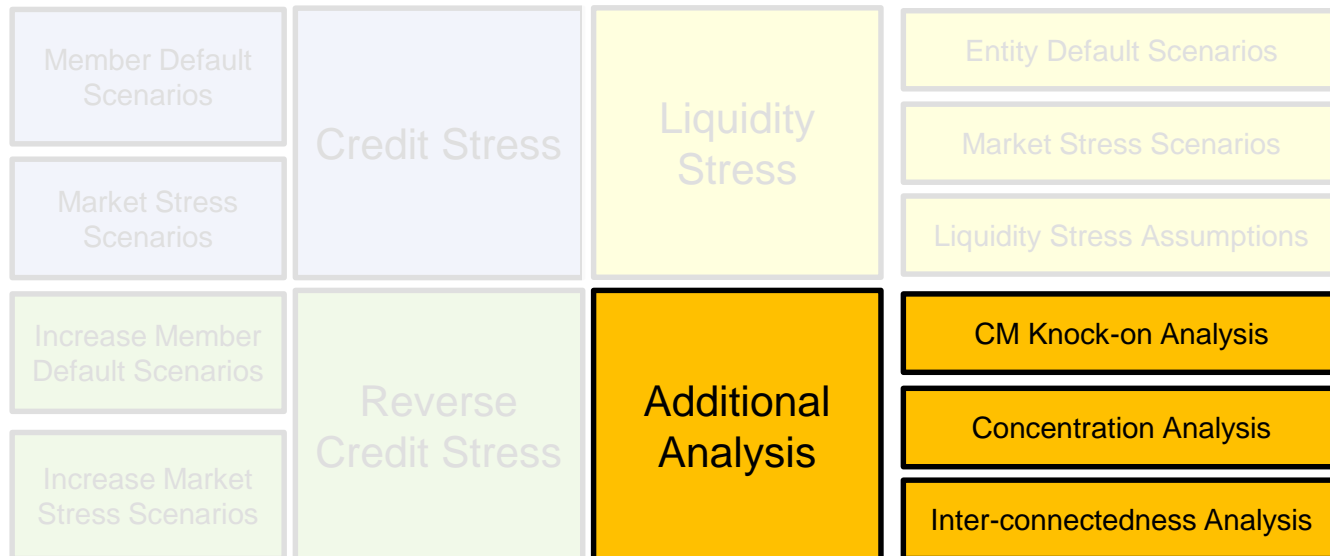 Member Default
Scenarios
Market Stress
Scenarios
Credit Stress
Liquidity
Stress
Entity Default Scenarios
Market Stress Scenarios
Liquidity Stress Assumptions
Increase Member
Default Scenarios
Increase Market
Stress Scenarios
Reverse
Credit Stress
Additional
Analysis
CM Knock-on Analysis
Concentration Analysis
Inter-connectedness Analysis